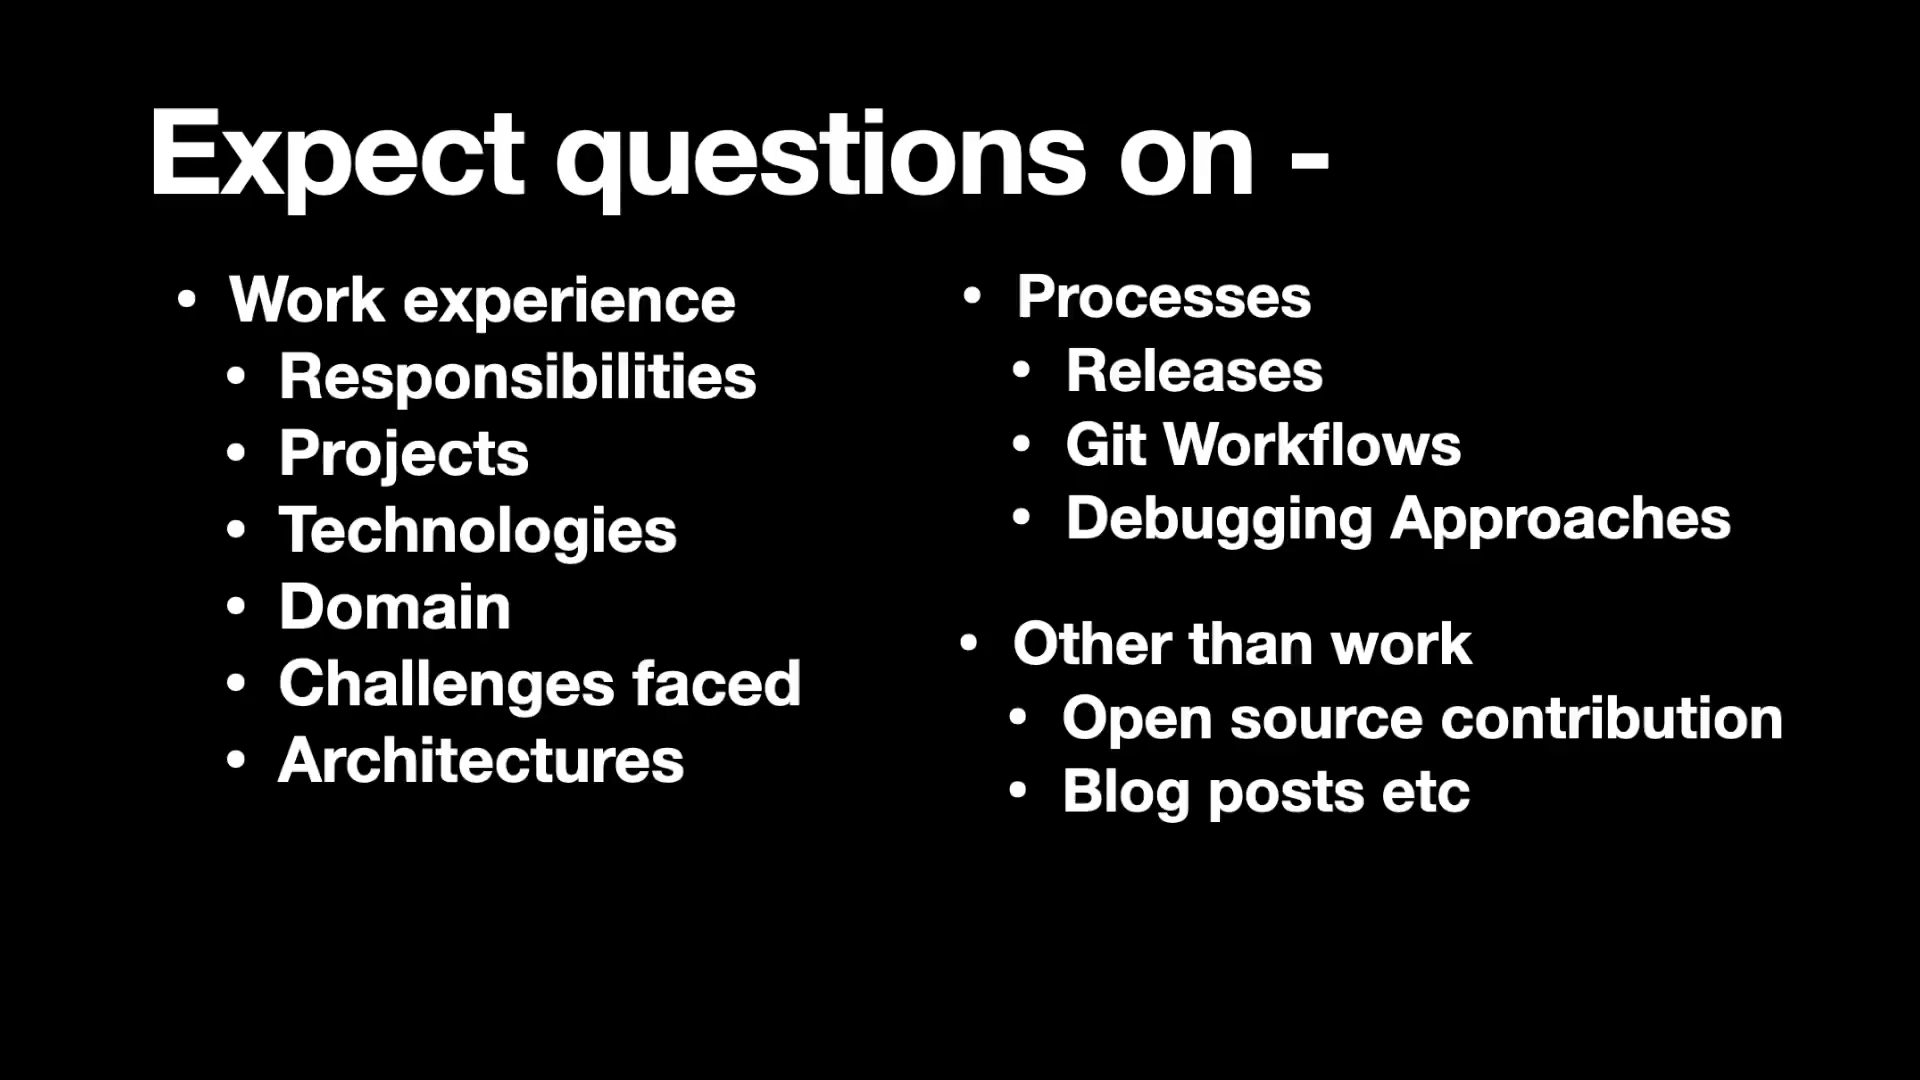 Expect questions on -
• Work experience
• Responsibilities
• Projects
• Technologies
• Domain
• Challenges faced
• Architectures
• Processes
• Releases
• Git Workflows
• Debugging Approaches
• Other than work
• Open source contribution
• Blog posts etc